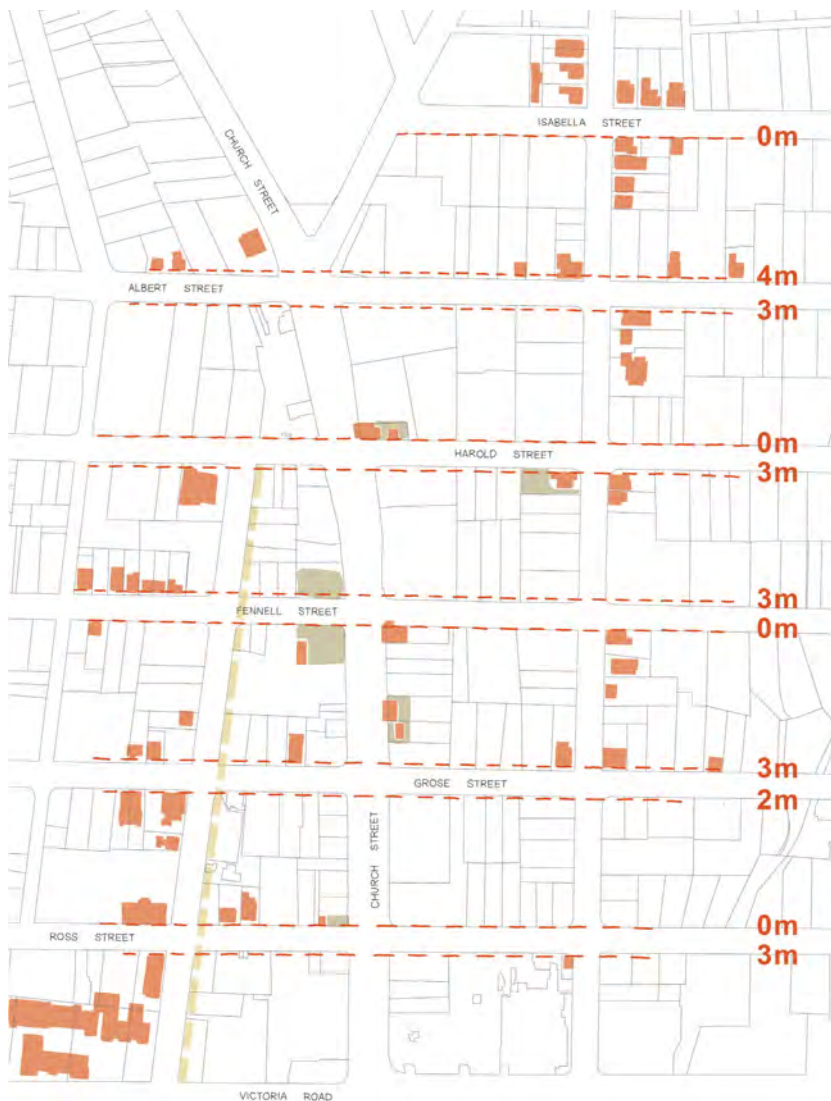 ISABELLA STREET
0m
CHURCH STREET
4m
ALBERT STREET
3m
0m
HAROLD STREET
3m
3m
FENNELL STREET
0m
3m
GROSE STREET
2m
CHURCH STREET
0m
ROSS STREET
3m
VICTORIA ROAD